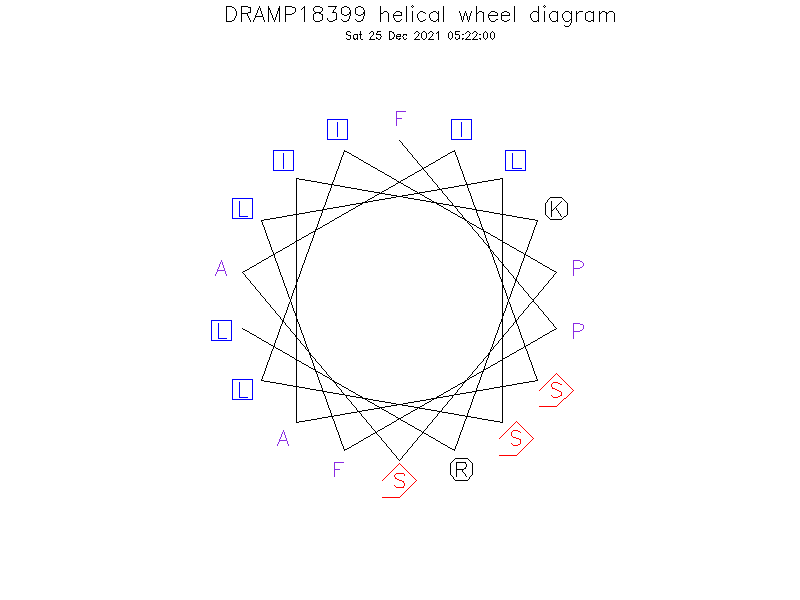 DRAMP18399 helical wheel diagram
Sat 25 Dec 2021 05:22:00
F
I I
I L
L K
A P
L P
L S
A S
F R
S